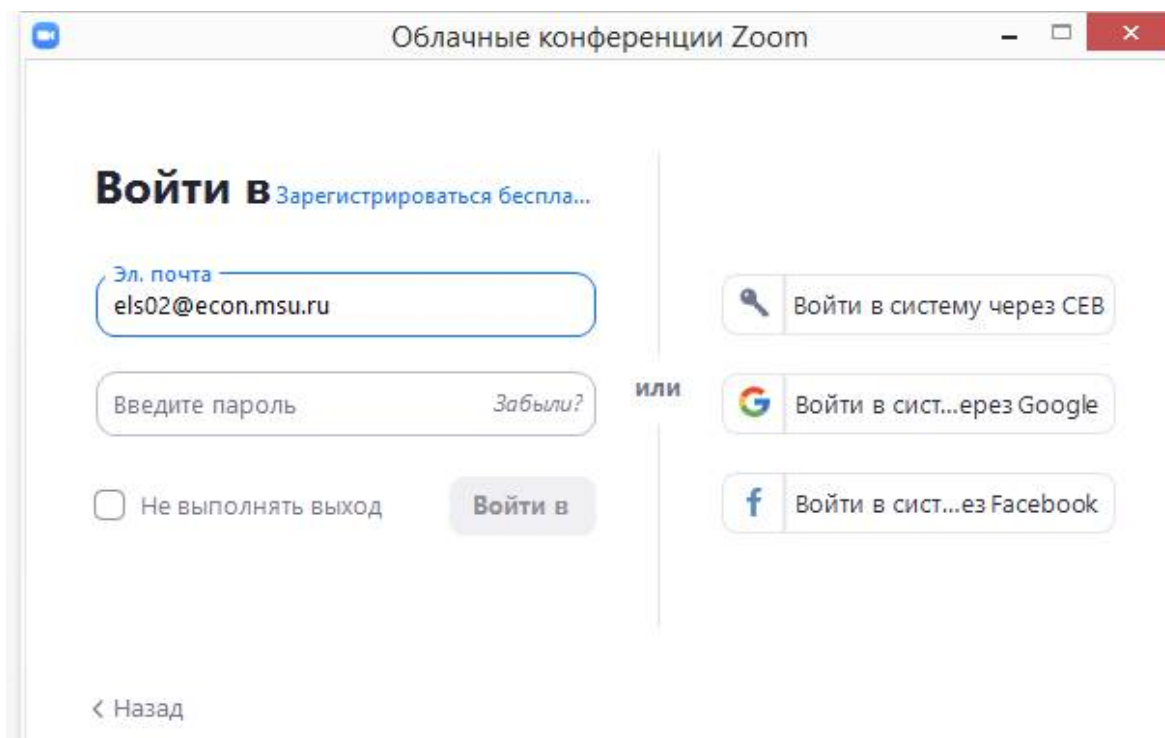 Облачные конференции Zoom
Войти в Зарегистрироваться беспла...
Эл. почта
els02@econ.msu.ru
Введите пароль Забыли?
Не выполнять выход Войти в
или
Войти в систему через СЕВ
Войти в сист...ерез Google
Войти в сист...ез Facebook
Назад